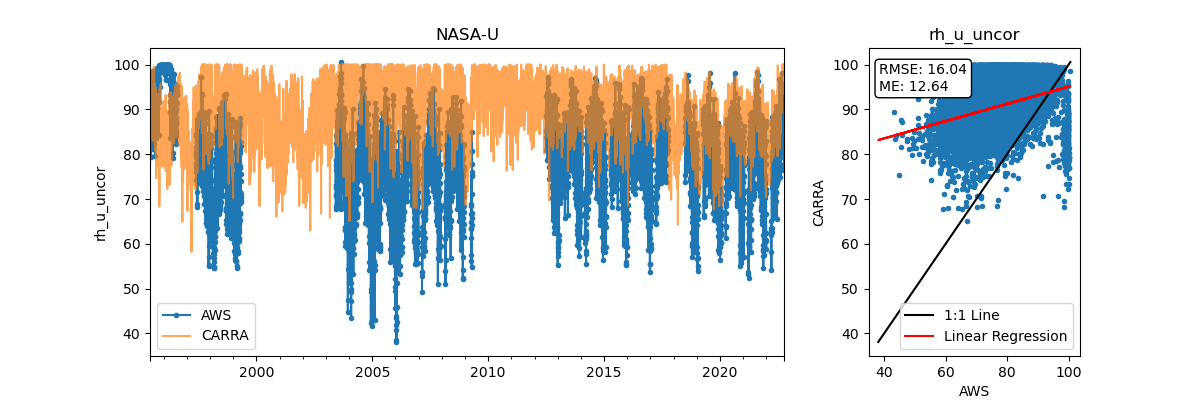 NASA-U
rh_u_uncor
100
90
80
70
60
50
40
AWS
CARRA
2000
2005
2010
2015
2020
rh_u_uncor
CARRA
100
90
80
70
60
50
40
RMSE: 16.04
ME: 12.64
1:1 Line
Linear Regression
40
60
80
100
AWS